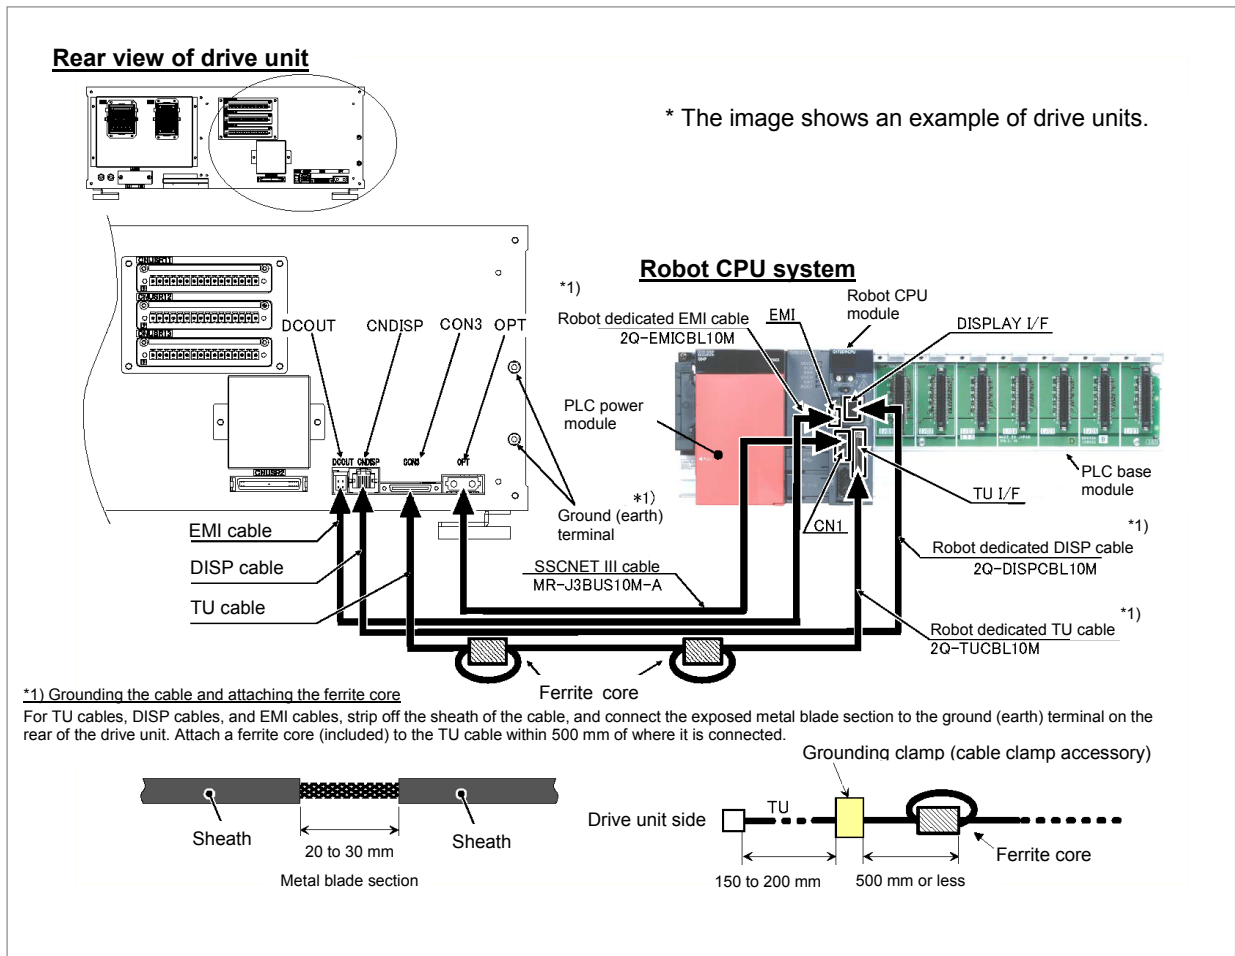 Rear view of drive unit
* The image shows an example of drive units.
CNUSR11
CNUSR12
CNUSR13
DCOUT
CNDISP
CON3
OPT
DCOUT
CNDISP
CON3
OPT
CNUSR2
Robot CPU system
*1)
Robot dedicated EMI cable
2Q-EMICBL10M
EMI
Robot CPU
module
DISPLAY I/F
PLC power
module
PLC base
module
TU I/F
CN1
*1)
Ground (earth)
terminal
EMI cable
DISP cable
TU cable
SSCNET III cable
MR-J3BUS10M-A
*1)
Robot dedicated DISP cable
2Q-DISPCBL10M
*1)
Robot dedicated TU cable
2Q-TUCBL10M
Ferrite core
*1) Grounding the cable and attaching the ferrite core
For TU cables, DISP cables, and EMI cables, strip off the sheath of the cable, and connect the exposed metal blade section to the ground (earth) terminal on the
rear of the drive unit. Attach a ferrite core (included) to the TU cable within 500 mm of where it is connected.
Sheath
20 to 30 mm
Sheath
Metal blade section
Grounding clamp (cable clamp accessory)
Drive unit side
TU
Ferrite core
150 to 200 mm
500 mm or less